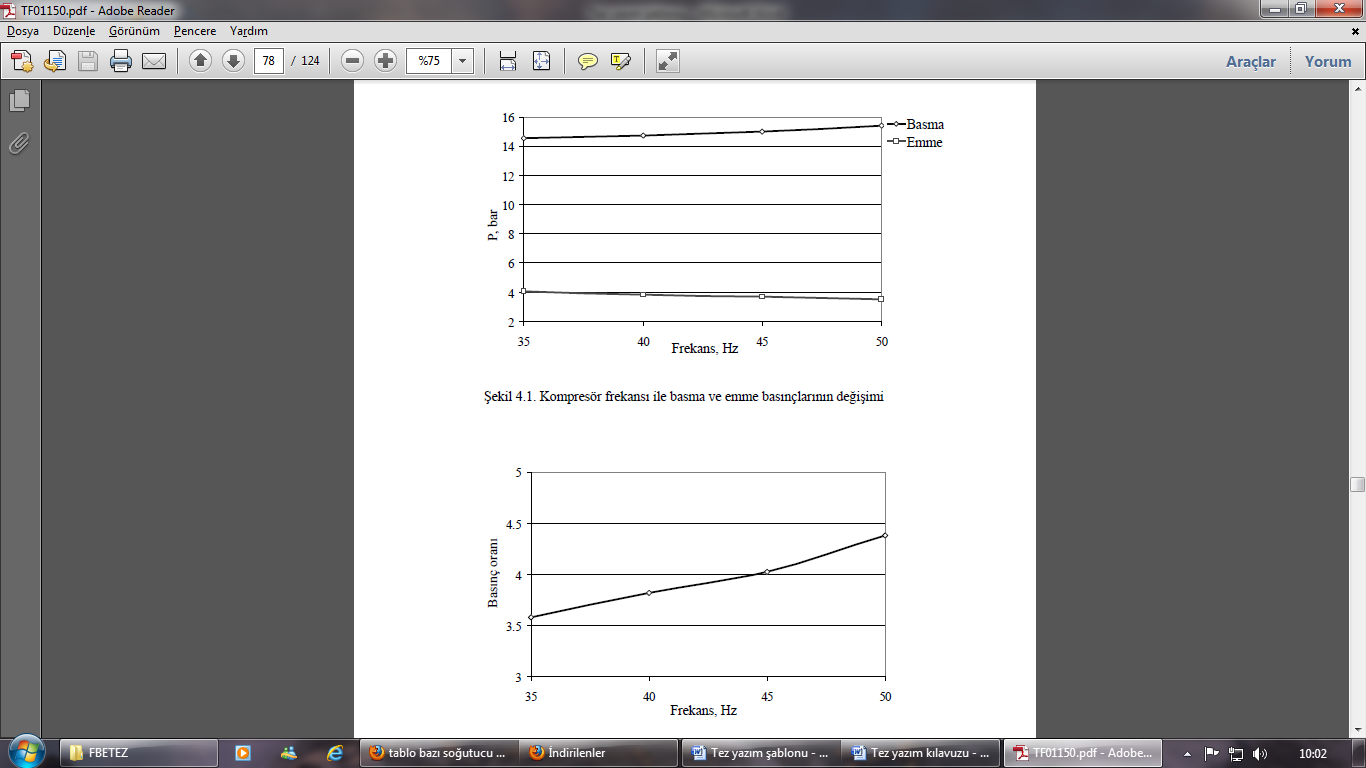 TF01150.pdf - Adobe Reader
Dosya Düzenle Görünüm Pencere Yardım
78 / 124 %75 Araçlar Yorum
16
14
12
10
8
6
4
2
P, bar
35 40 45 50
Frekans, Hz
Basma
Emme
Şekil 4.1. Kompresör frekansı ile basma ve emme basınçlarının değişimi
5
4.5
4
3.5
3
Basınç oranı
35 40 45 50
Frekans, Hz
FBETEZ tablo bazı soğutucu ... İndirilenler Tez yazım şablonu - ... Tez yazım kılavuzu - ... TF01150.pdf - Adobe... 10:02